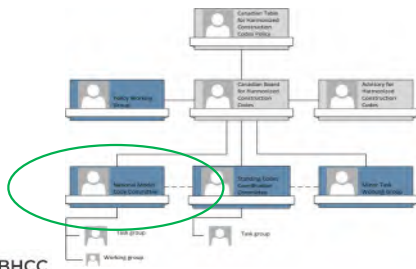 Canadian Table
for Harmonized
Construction
Codes Policy
Policy Advisory
Group
Canadian Board
for Harmonized
Construction
Codes
Advisory for
Harmonized
Construction
Codes
National Model
Code Committee
Standing Codes
Coordination
Committee
Task
Working Group
Task group
Task group
Working group
BHCC